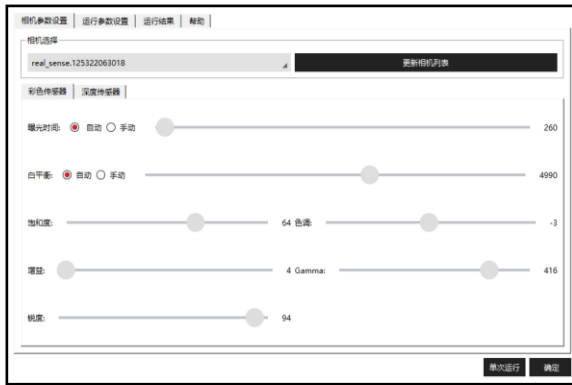 相机参数设置 运行参数设置 运行结果 帮助
相机选择
real_sense.125322063018 更新相机列表
彩色传感器 深度传感器
曝光时间: 自动 手动 260
白平衡: 自动 手动 4990
饱和度: 64 色调: -3
增益: 4 Gamma: 416
锐度: 94
单次运行 确定